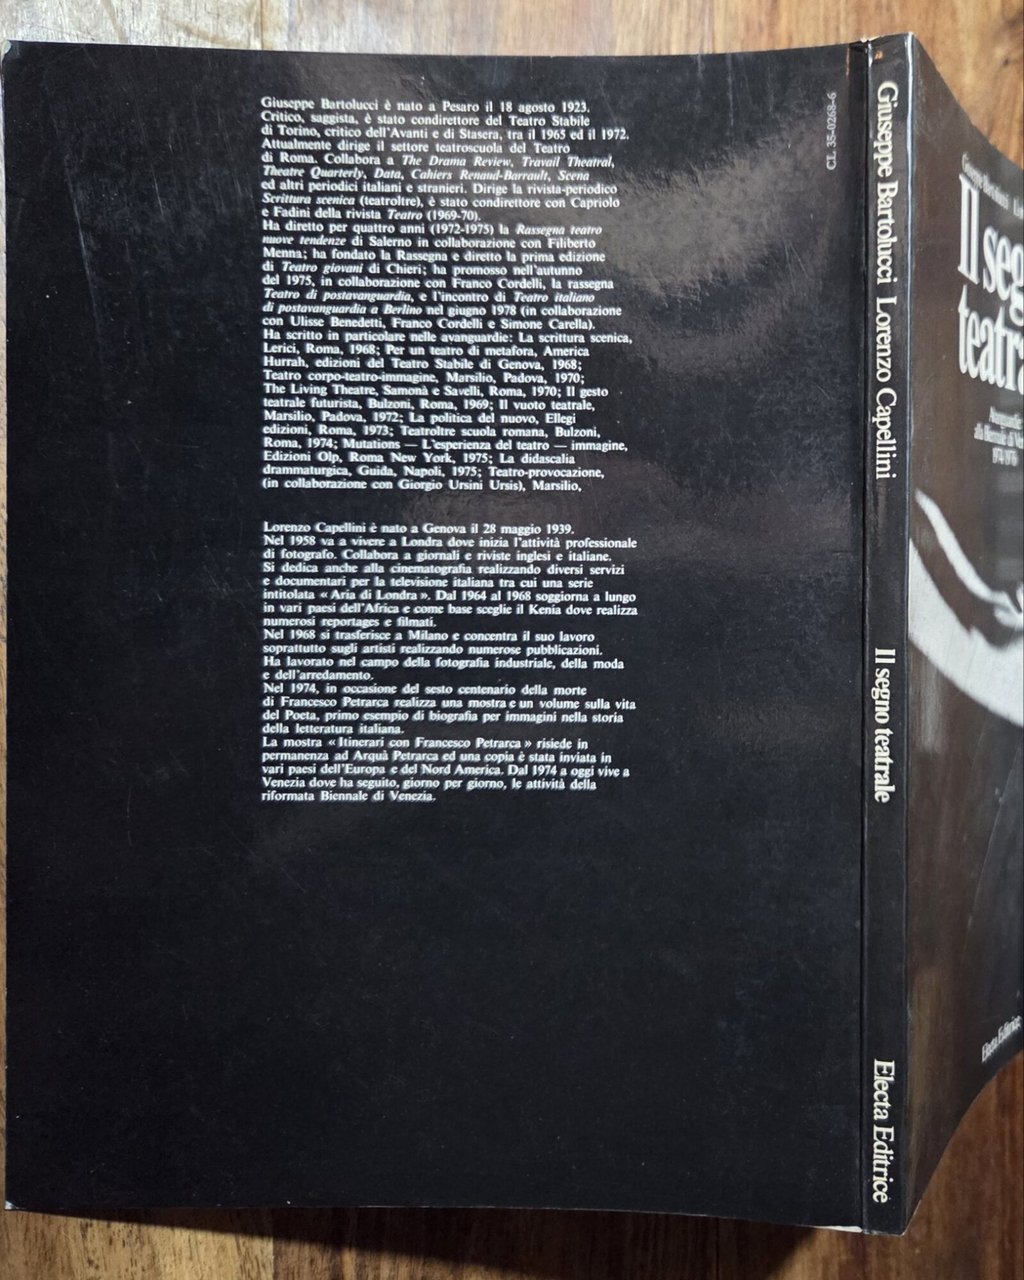 Giuseppe Bartolucci è nato a Pesaro il 18 agosto 1923.
Critico, saggista, è stato condirettore del Teatro Stabile
di Torino, critico dell'Avanti e di Stasera, tra il 1965 ed il 1972.
Attualmente dirige il settore teatroscuola del Teatro
di Roma. Collabora a The Drama Review, Travail Theatral,
Theatre Quarterly, Data, Cahiers Renaud-Barrault, Scena
ed altri periodici italiani e stranieri. Dirige la rivista-periodico
Scrittura scenica (teatroltre), è stato condirettore con Capriolo
e Fadini della rivista Teatro (1969-70).
Ha diretto per quattro anni (1972-1975) la Rassegna teatro
nuove tendenze di Salerno in collaborazione con Filiberto
Menna; ha fondato la Rassegna e diretto la prima edizione
di Teatro giovani di Chieri; ha promosso nell'autunno
del 1975, in collaborazione con Franco Cordelli, la rassegna
Teatro di postavanguardia, e l'incontro di Teatro italiano
di postavanguardia a Berlino nel giugno 1978 (in collaborazione
con Ulisse Benedetti, Franco Cordelli e Simone Carella).
Ha scritto in particolare nelle avanguardie: La scrittura scenica,
Lerici, Roma, 1968; Per un teatro di metafora, America
Hurrah, edizioni del Teatro Stabile di Genova, 1968;
Teatro corpo-teatro-immagine, Marsilio, Padova, 1970;
The Living Theatre, Samonà e Savelli, Roma, 1970; Il gesto
teatrale futurista, Bulzoni, Roma, 1969; Il vuoto teatrale,
Marsilio, Padova, 1972; La politica del nuovo, Ellegi
edizioni, Roma, 1973; Teatroltre scuola romana, Bulzoni,
Roma, 1974; Mutations — L'esperienza del teatro — immagine,
Edizioni Olp, Roma New York, 1975; La didascalia
drammaturgica, Guida, Napoli, 1975; Teatro-provocazione,
(in collaborazione con Giorgio Ursini Ursis), Marsilio,
Lorenzo Capellini è nato a Genova il 28 maggio 1939.
Nel 1958 va a vivere a Londra dove inizia l'attività professionale
di fotografo. Collabora a giornali e riviste inglesi e italiane.
Si dedica anche alla cinematografia realizzando diversi servizi
e documentari per la televisione italiana tra cui una serie
intitolata « Aria di Londra ». Dal 1964 al 1968 soggiorna a lungo
in vari paesi dell'Africa e come base sceglie il Kenia dove realizza
numerosi reportages e filmati.
Nel 1968 si trasferisce a Milano e concentra il suo lavoro
soprattutto sugli artisti realizzando numerose pubblicazioni.
Ha lavorato nel campo della fotografia industriale, della moda
e dell'arredamento.
Nel 1974, in occasione del sesto centenario della morte
di Francesco Petrarca realizza una mostra e un volume sulla vita
del Poeta, primo esempio di biografia per immagini nella storia
della letteratura italiana.
La mostra « Itinerari con Francesco Petrarca » risiede in
permanenza ad Arquà Petrarca ed una copia è stata inviata in
vari paesi dell'Europa e del Nord America. Dal 1974 a oggi vive a
Venezia dove ha seguito, giorno per giorno, le attività della
riformata Biennale di Venezia.
CL 35-0268-6
Giuseppe Bartolucci Lorenzo Capellini
Il segno teatrale
Electa Editrice
Giuseppe Bartolucci
Il seg
teatra
Avanguardie
alla Biennale di Ven
1974/1976
Electa Editrice